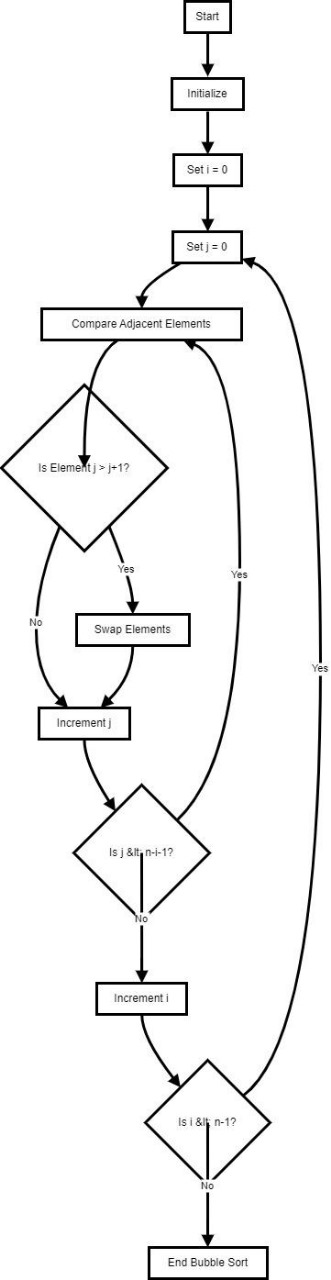 Start
Initialize
Set i = 0
Set j = 0
Compare Adjacent Elements
Is Element j > j+1?
Yes
Yes
No
Swap Elements
Yes
Increment j
Is j &lt; n-i-1?
No
Increment i
Is i &lt; n-1?
No
End Bubble Sort